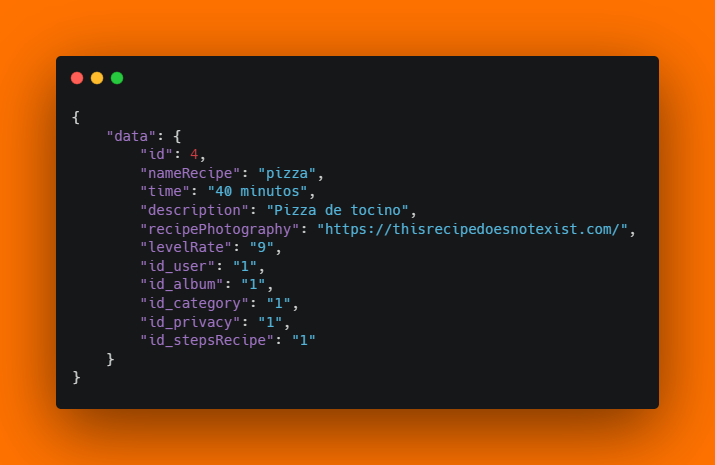 {
    "data": {
        "id": 4,
        "nameRecipe": "pizza",
        "time": "40 minutos",
        "description": "Pizza de tocino",
        "recipePhotography": "https://thisrecipedoesnotexist.com/",
        "levelRate": "9",
        "id_user": "1",
        "id_album": "1",
        "id_category": "1",
        "id_privacy": "1",
        "id_stepsRecipe": "1"
    }
}